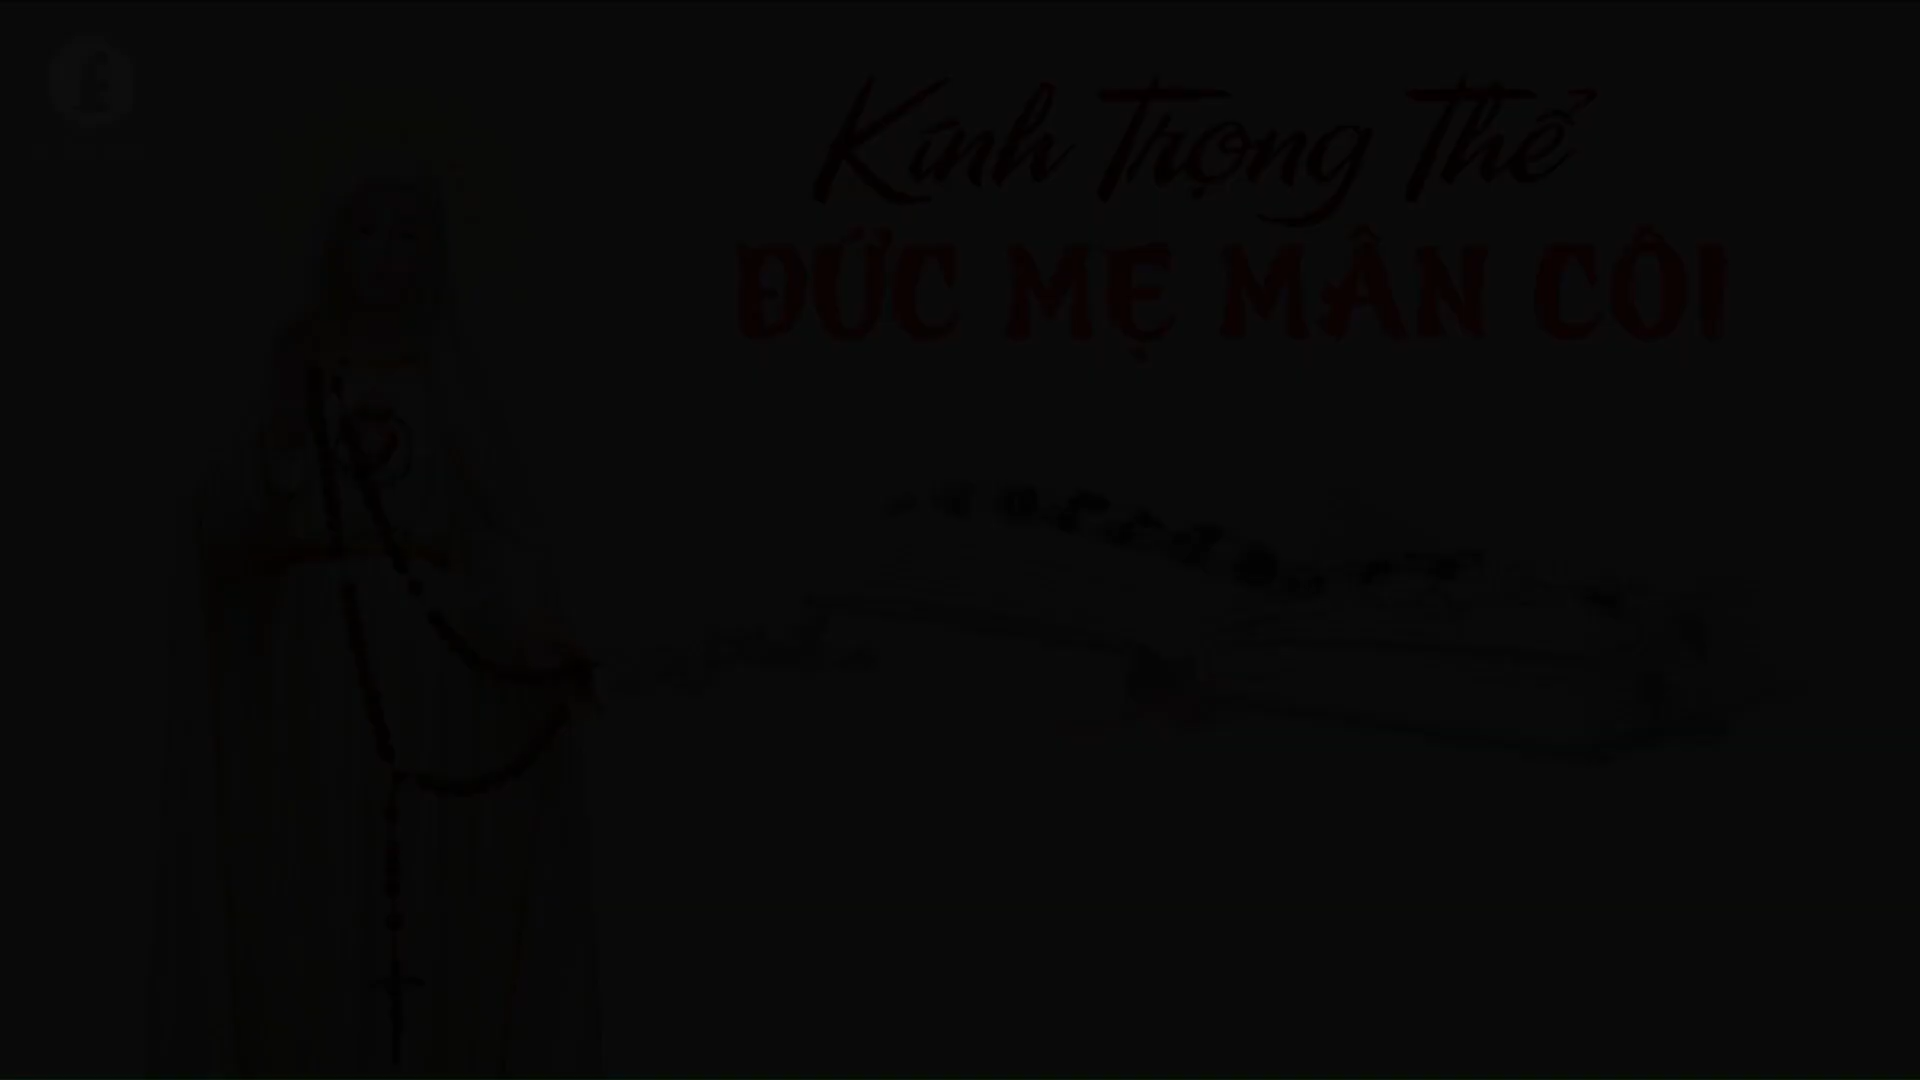 Kính Trọng Thể
ĐỨC MẸ MÂN CÔI